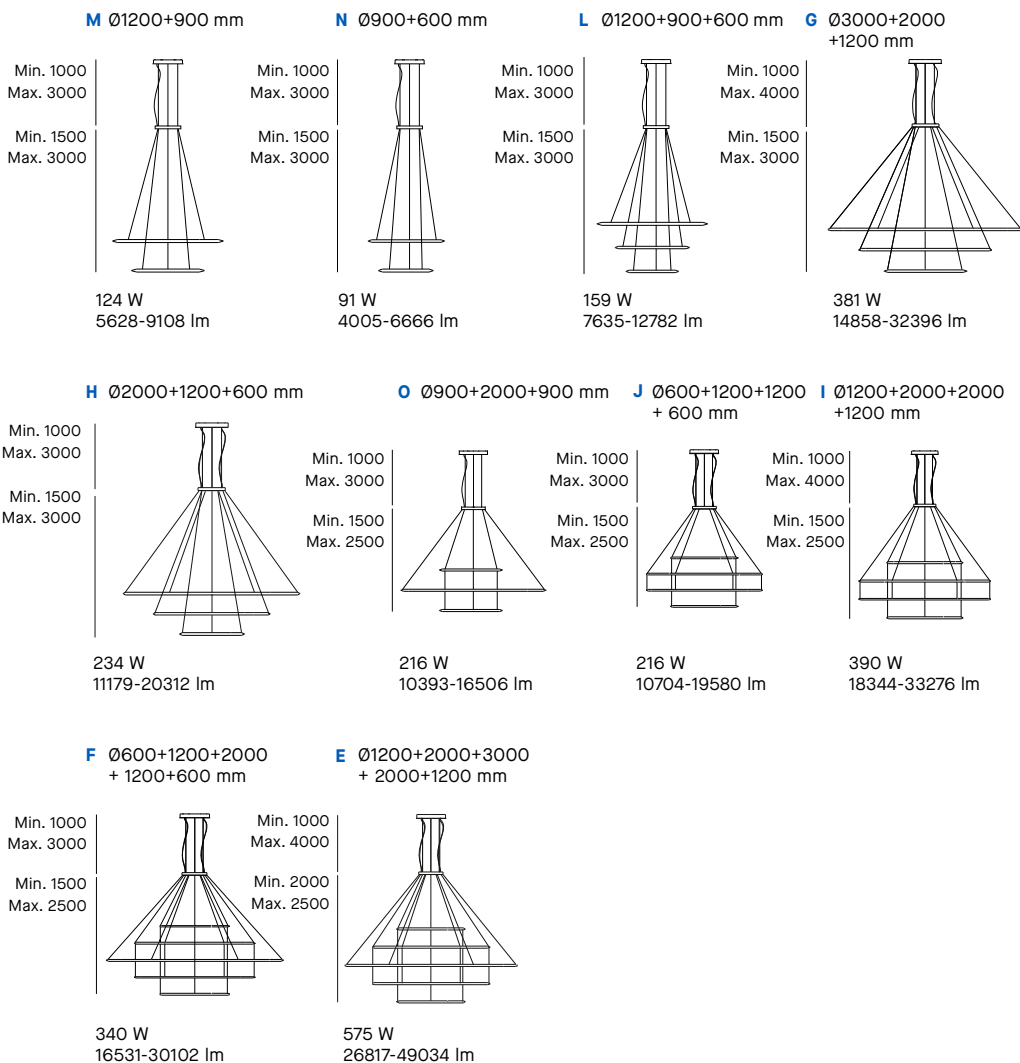 M Ø1200+900 mm
Min. 1000
Max. 3000
Min. 1500
Max. 3000
124 W
5628-9108 lm
N Ø900+600 mm
Min. 1000
Max. 3000
Min. 1500
Max. 3000
91 W
4005-6666 lm
L Ø1200+900+600 mm
Min. 1000
Max. 3000
Min. 1500
Max. 3000
159 W
7635-12782 lm
G Ø3000+2000
+1200 mm
Min. 1000
Max. 4000
Min. 1500
Max. 3000
381 W
14858-32396 lm
H Ø2000+1200+600 mm
Min. 1000
Max. 3000
Min. 1500
Max. 3000
234 W
11179-20312 lm
O Ø900+2000+900 mm
Min. 1000
Max. 3000
Min. 1500
Max. 2500
216 W
10393-16506 lm
J Ø600+1200+1200
+ 600 mm
Min. 1000
Max. 3000
Min. 1500
Max. 2500
216 W
10704-19580 lm
I Ø1200+2000+2000
+1200 mm
Min. 1000
Max. 4000
Min. 1500
Max. 2500
390 W
18344-33276 lm
F Ø600+1200+2000
+ 1200+600 mm
Min. 1000
Max. 3000
Min. 1500
Max. 2500
340 W
16531-30102 lm
E Ø1200+2000+3000
+ 2000+1200 mm
Min. 1000
Max. 4000
Min. 2000
Max. 2500
575 W
26817-49034 lm